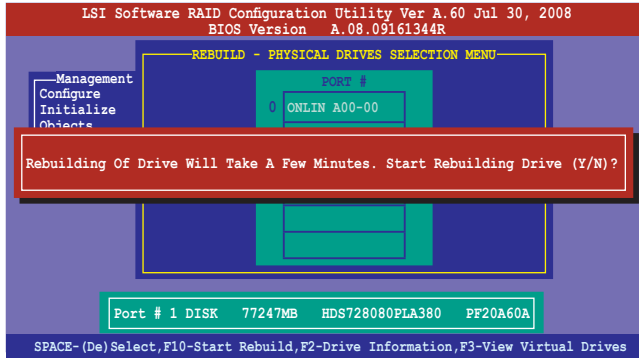 LSI Software RAID Configuration Utility Ver A.60 Jul 30, 2008
BIOS Version A.08.09161344R
REBUILD - PHYSICAL DRIVES SELECTION MENU
Management
PORT #
Configure
0 ONLIN A00-00
Initialize
Objects
Rebuilding Of Drive Will Take A Few Minutes. Start Rebuilding Drive (Y/N)?
Port # 1 DISK 77247MB HDS728080PLA380 PF20A60A
SPACE-(De)Select,F10-Start Rebuild,F2-Drive Information,F3-View Virtual Drives